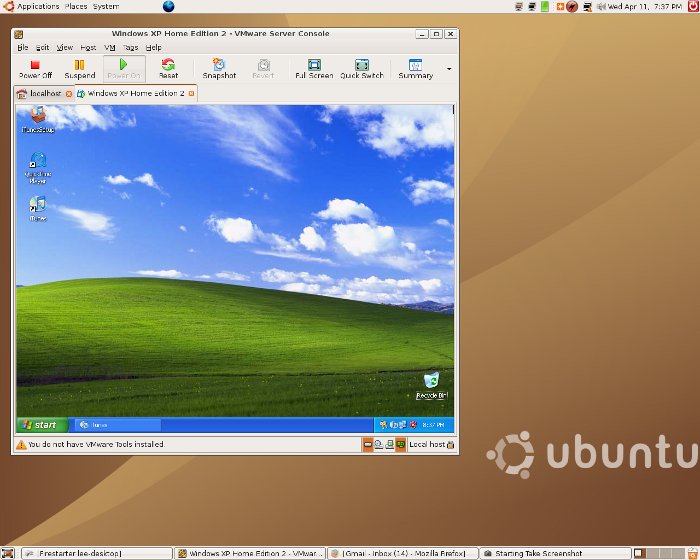 Applications Places System
Wed Apr 11, 7:37 PM
Windows XP Home Edition 2 - VMware Server Console
File Edit View Host VM Tabs Help
Power Off Suspend Power On Reset Snapshot Revert Full Screen Quick Switch Summary
localhost Windows XP Home Edition 2
iTunesSetup
QuickTime
Player
iTunes
Recycle Bin
start iTunes 8:37 PM
You do not have VMware Tools installed.
Local host
ubuntu
[Firestarter lee-desktop] Windows XP Home Edition 2 - VMwar... [Gmail - Inbox (14) - Mozilla Firefox] Starting Take Screenshot